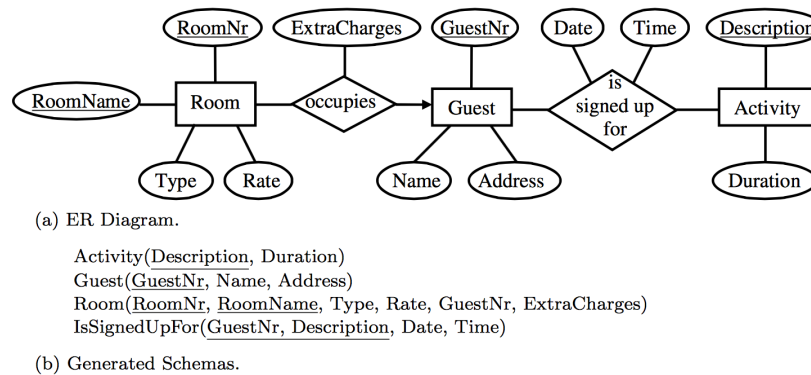 RoomNr
ExtraCharges
GuestNr
Date
Time
Description
RoomName
Room
occupies
Guest
is
signed up
for
Activity
Type
Rate
Name
Address
Duration
(a) ER Diagram.
Activity(Description, Duration)
Guest(GuestNr, Name, Address)
Room(RoomNr, RoomName, Type, Rate, GuestNr, ExtraCharges)
IsSignedUpFor(GuestNr, Description, Date, Time)
(b) Generated Schemas.